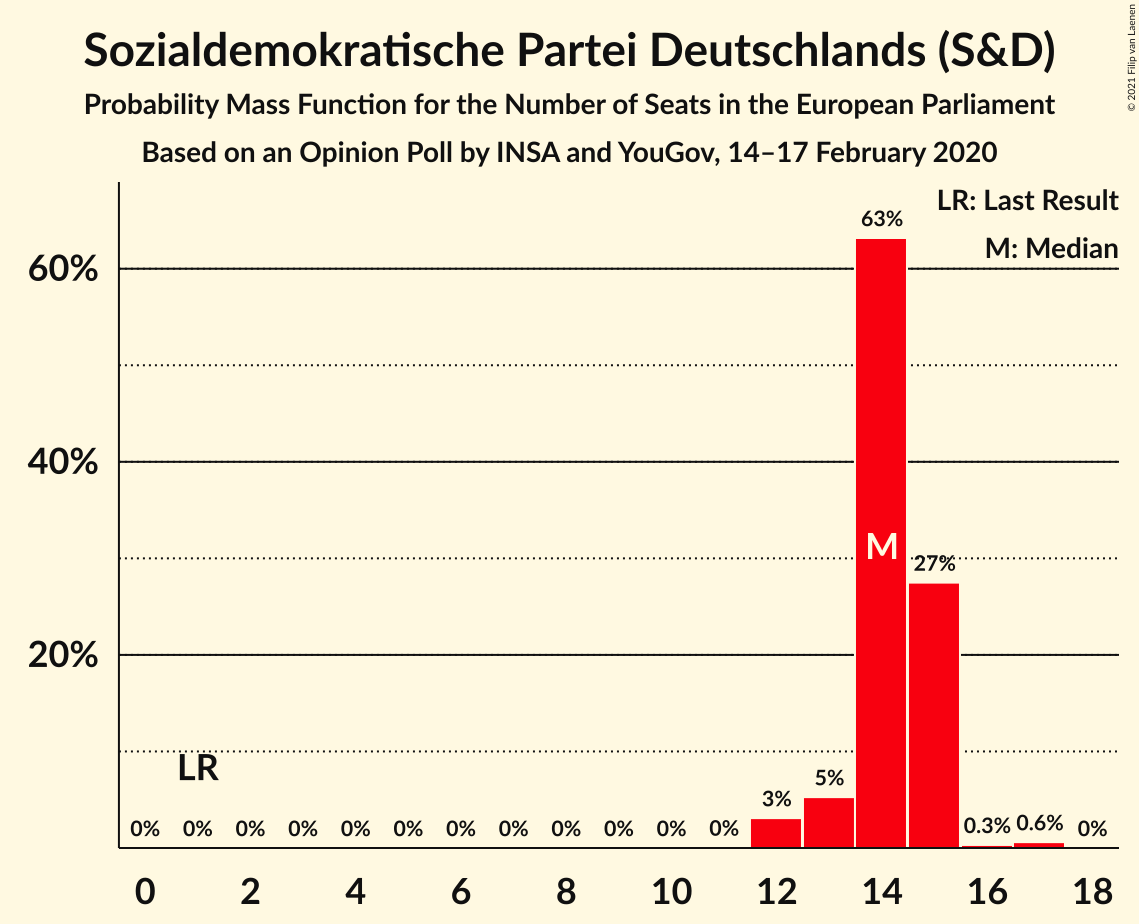 Sozialdemokratische Partei Deutschlands (S&D)
Probability Mass Function for the Number of Seats in the European Parliament
Based on an Opinion Poll by INSA and YouGov, 14–17 February 2020
© 2021 Filip van Laenen
LR: Last Result
M: Median
63%
60%
40%
M
27%
20%
LR
5%
3%
0% 0% 0% 0% 0% 0% 0% 0% 0% 0% 0% 0% 0.3% 0.6% 0%
0 2 4 6 8 10 12 14 16 18